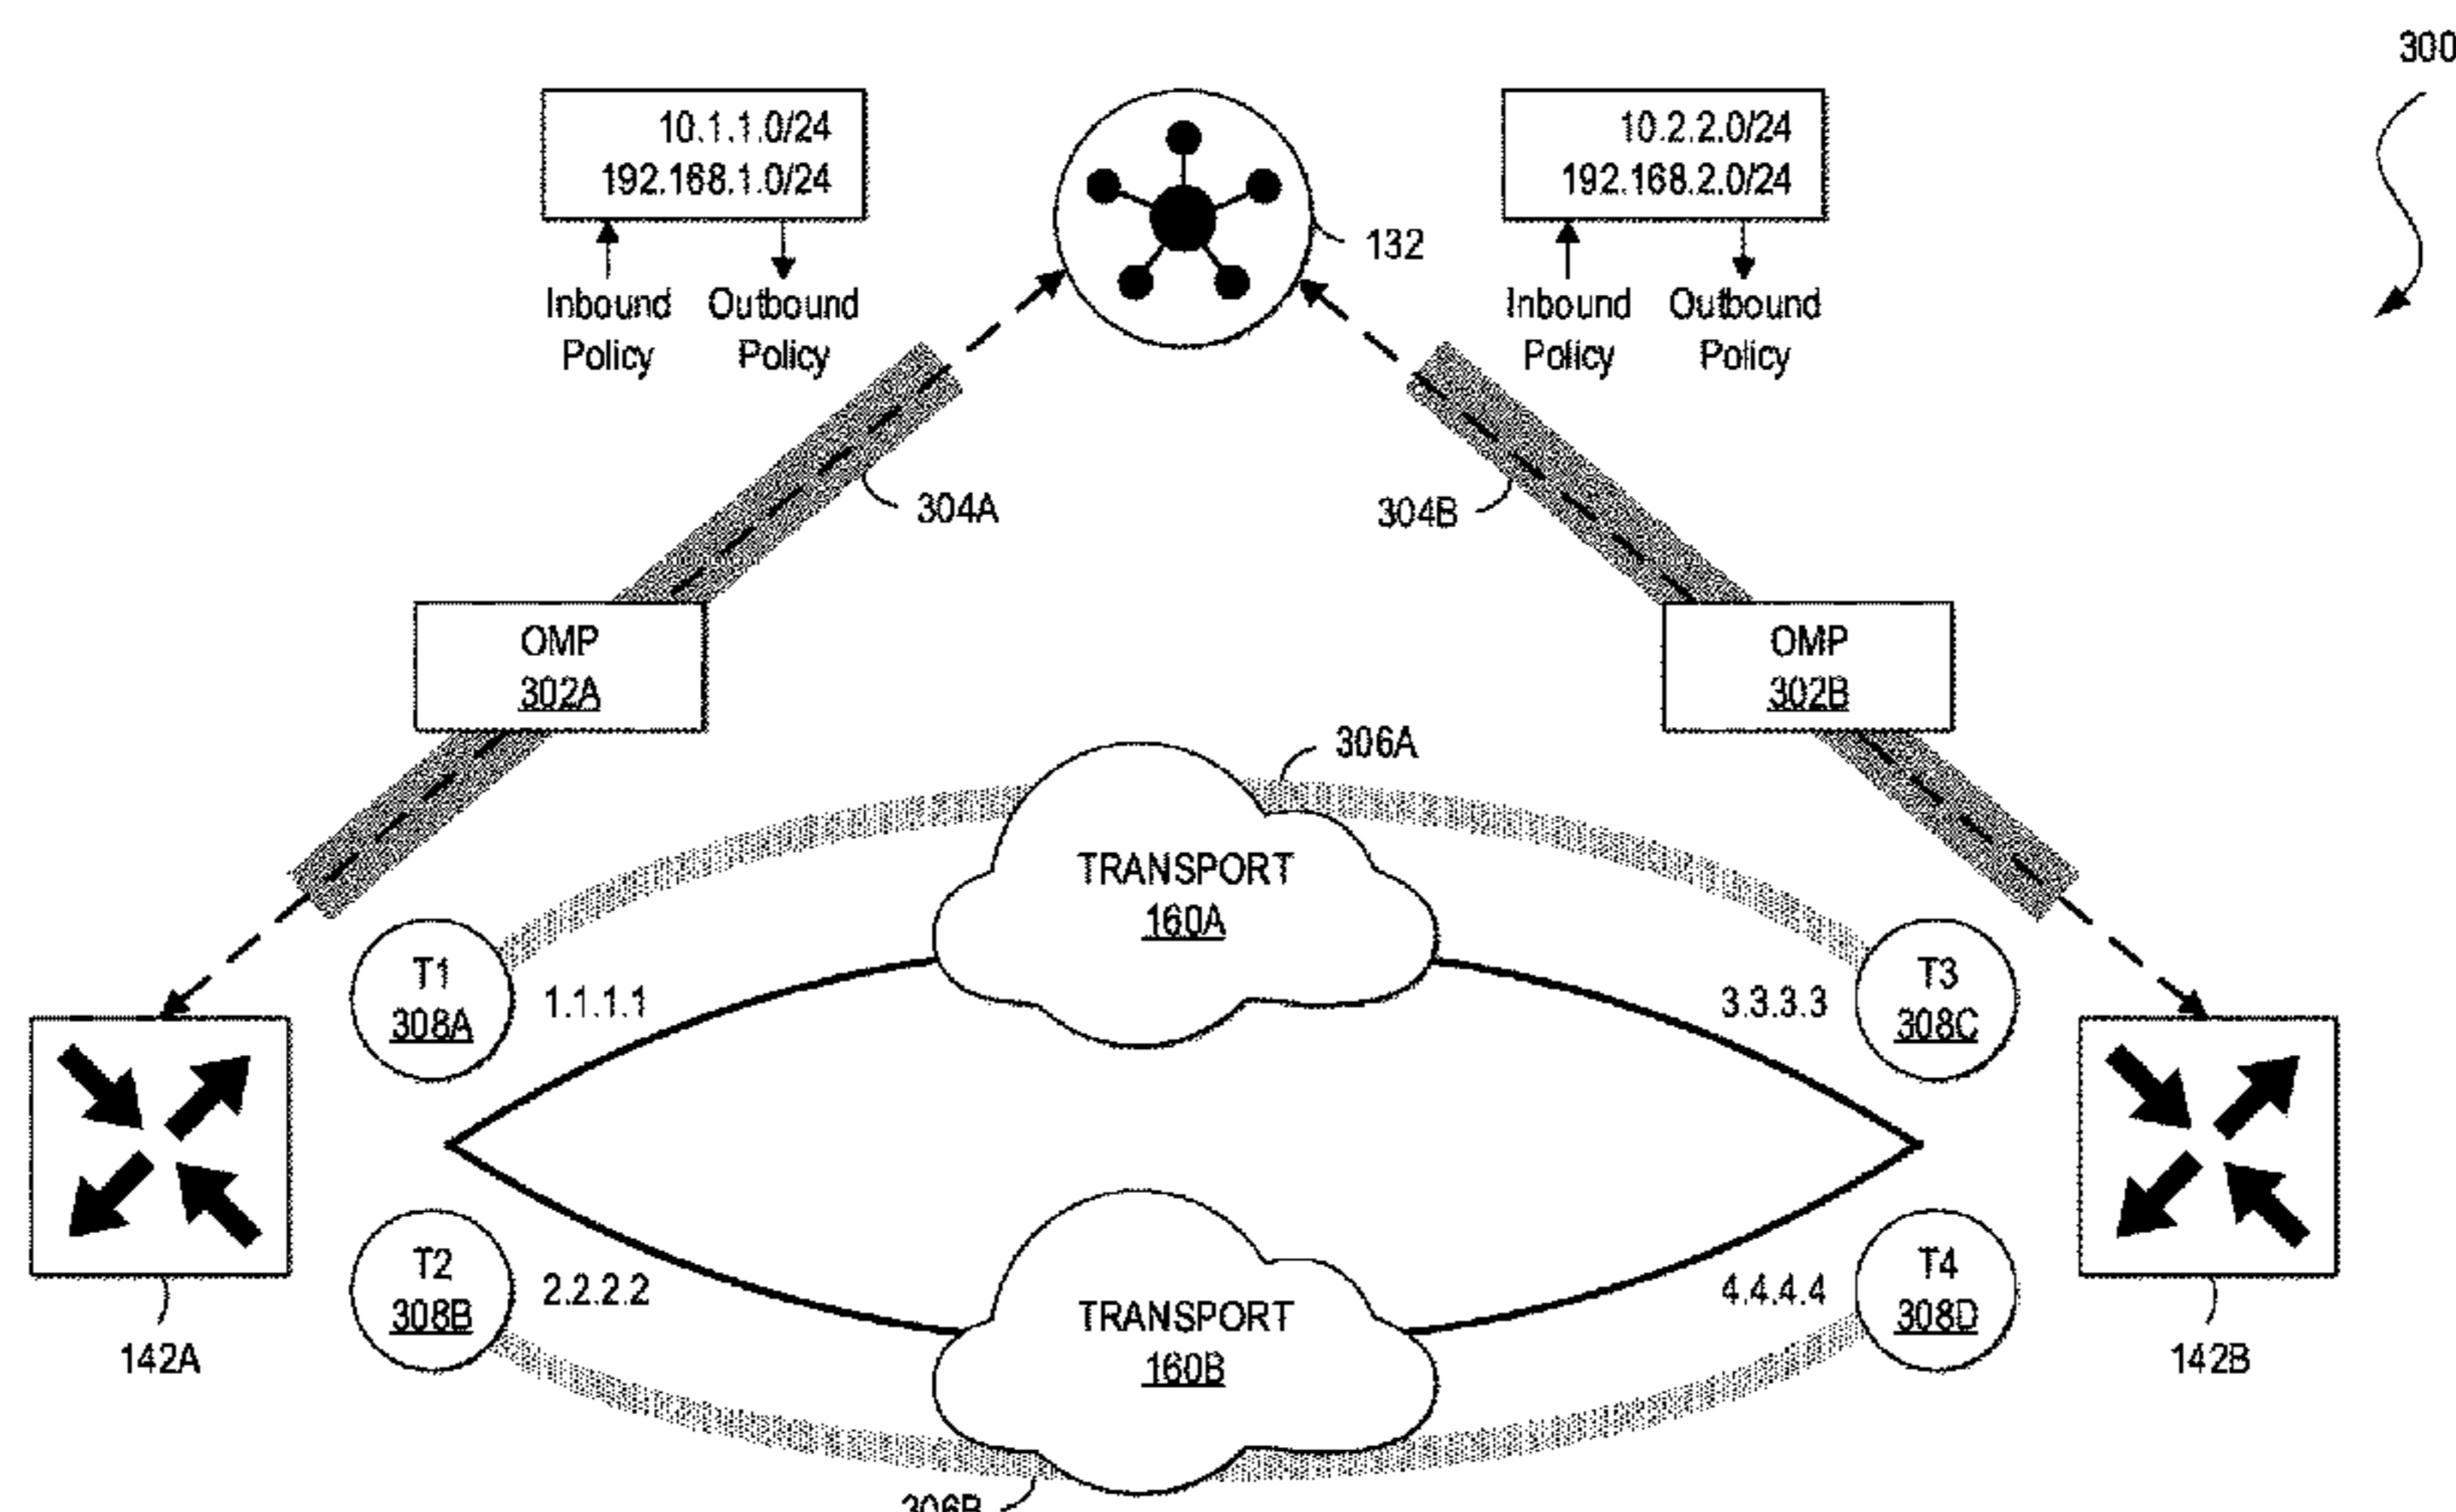 300
10.1.1.0/24
192.168.1.0/24
Inbound Policy
Outbound Policy
132
10.2.2.0/24
192.168.2.0/24
Inbound Policy
Outbound Policy
304A
304B
OMP
302A
OMP
302B
306A
TRANSPORT
160A
T1
308A
1.1.1.1
3.3.3.3
T3
308C
T2
308B
2.2.2.2
TRANSPORT
160B
4.4.4.4
T4
308D
142A
142B
306B